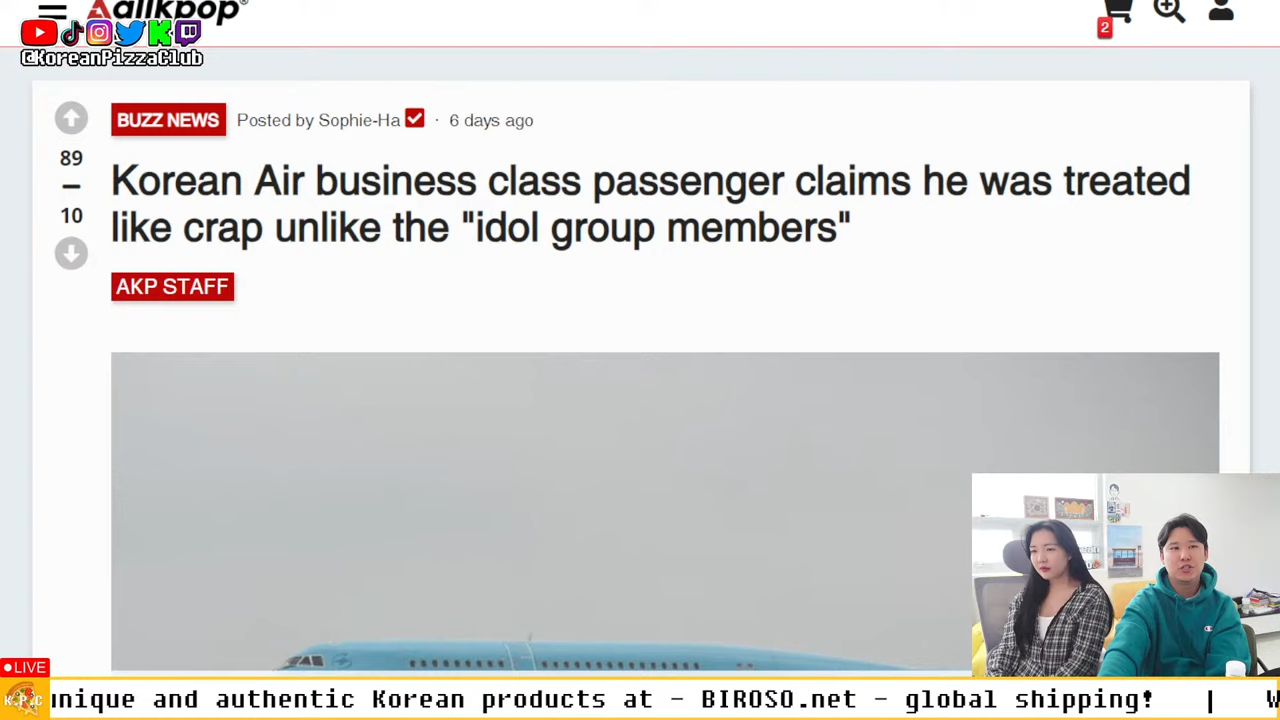 allkpop
2
@KoreanPizzaClub
BUZZ NEWS Posted by Sophie-Ha · 6 days ago
89
–
10
Korean Air business class passenger claims he was treated
like crap unlike the "idol group members"
AKP STAFF
LIVE
K.P.C
unique and authentic Korean products at - BIROSO.net - global shipping! | W